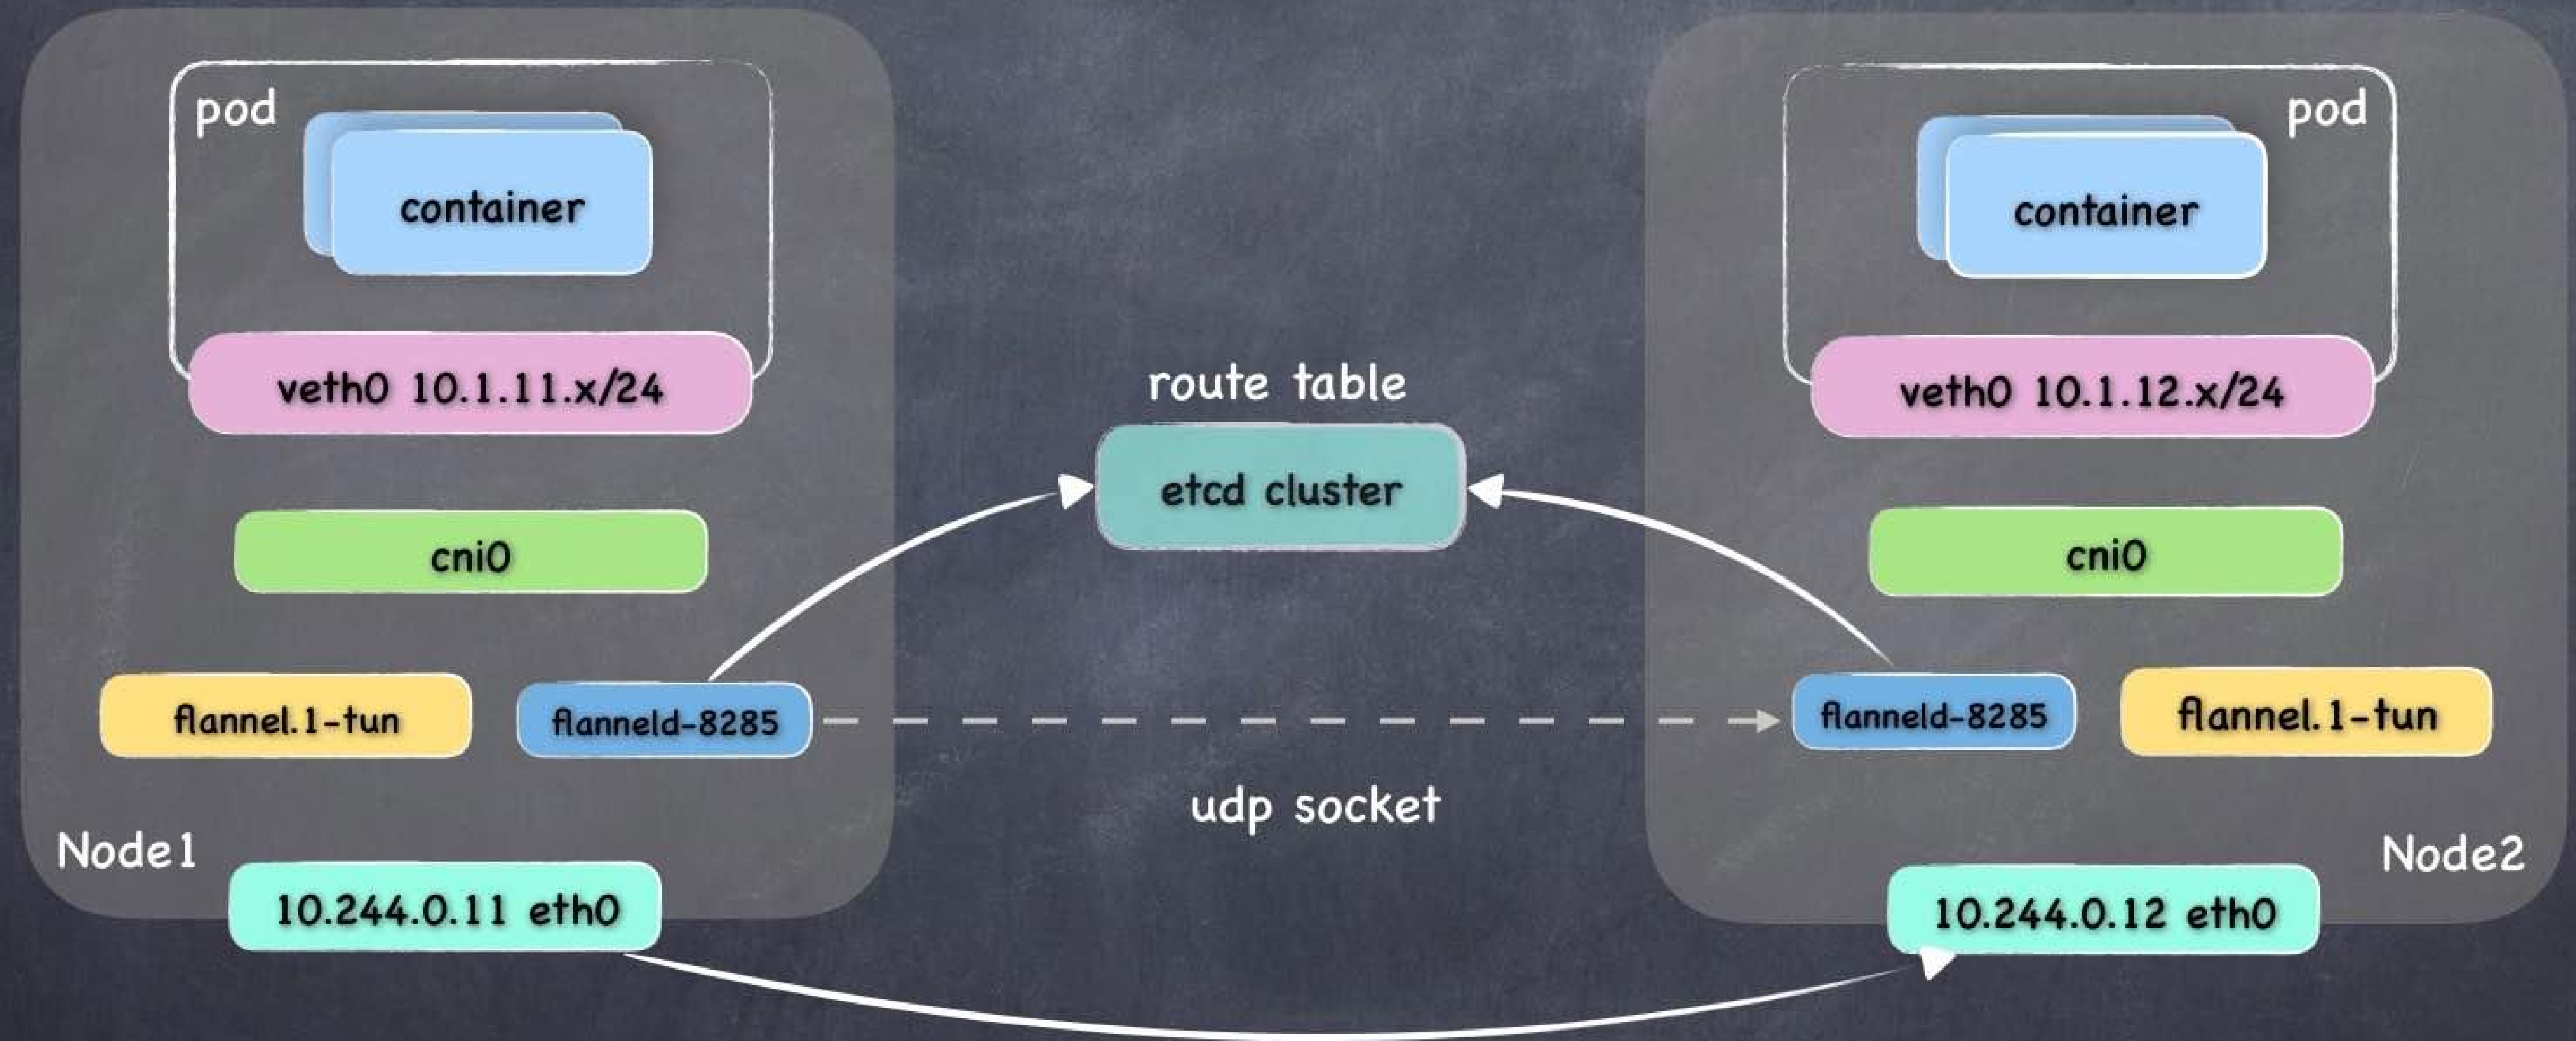 pod
container
veth0 10.1.11.x/24
cni0
flannel.1-tun
flanneld-8285
Node1
10.244.0.11 eth0
route table
etcd cluster
udp socket
pod
container
veth0 10.1.12.x/24
cni0
flanneld-8285
flannel.1-tun
Node2
10.244.0.12 eth0